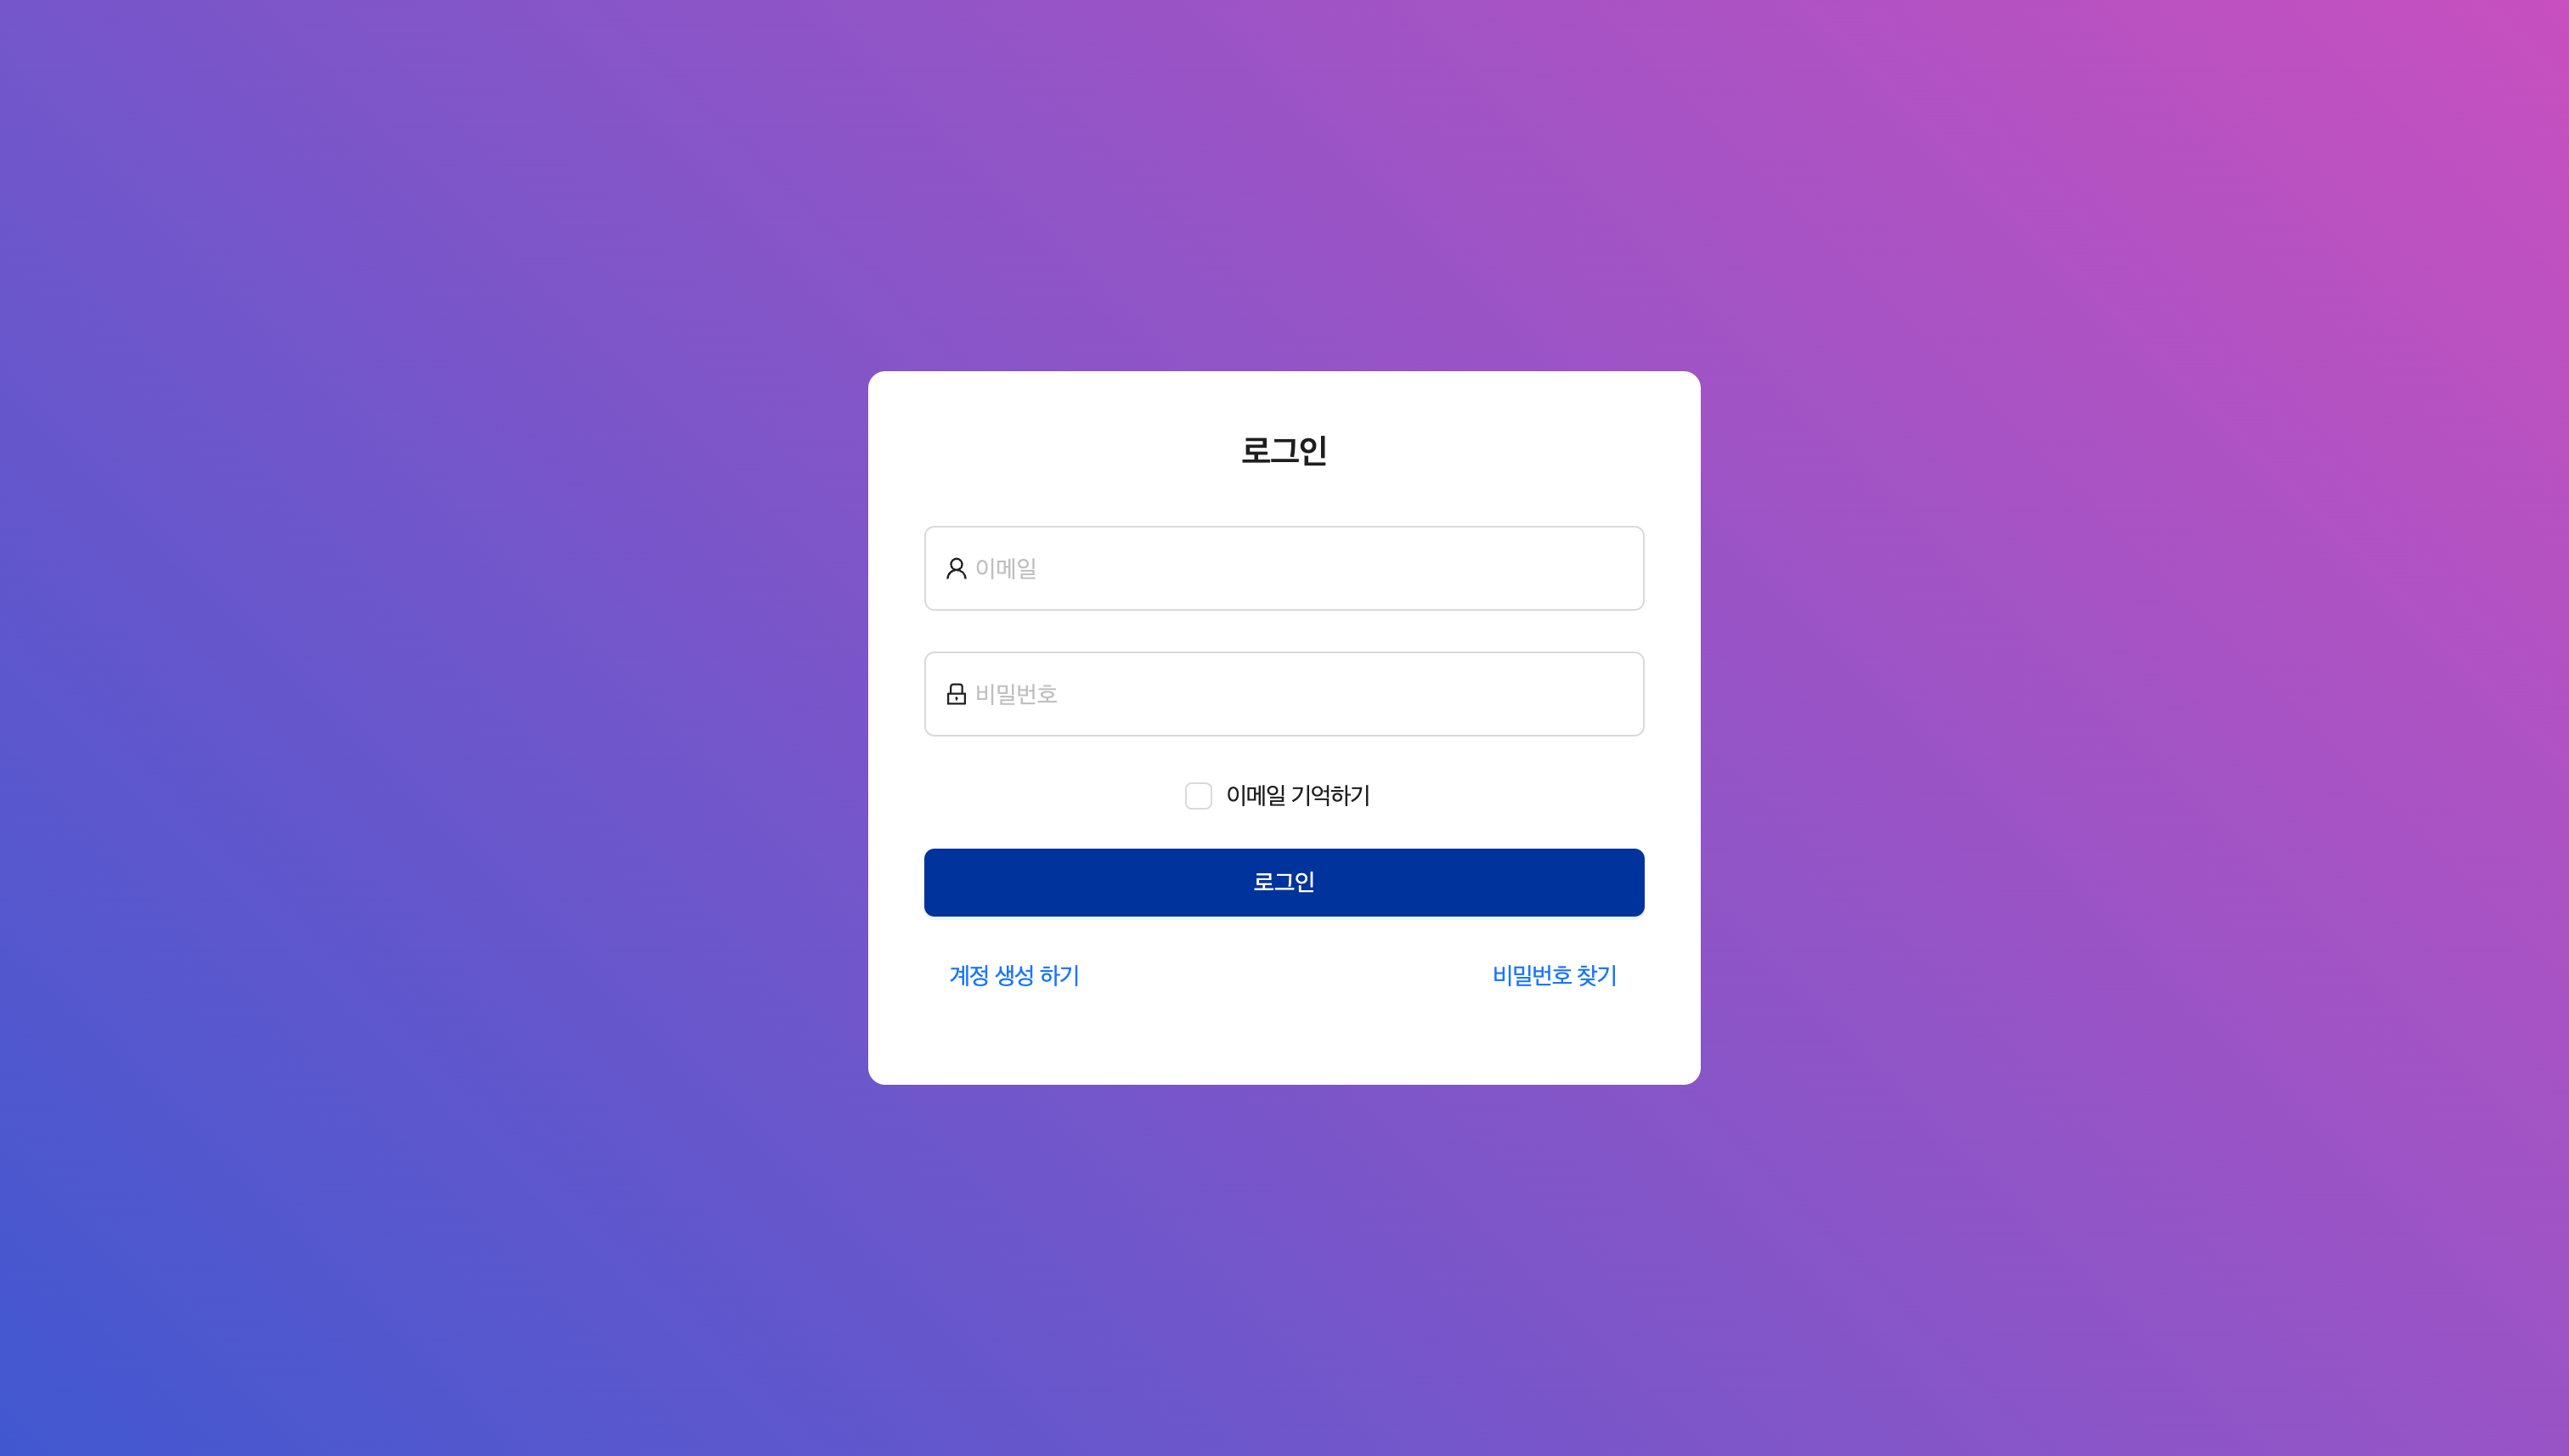 로그인
이메일
비밀번호
이메일 기억하기
로그인
계정 생성 하기
비밀번호 찾기